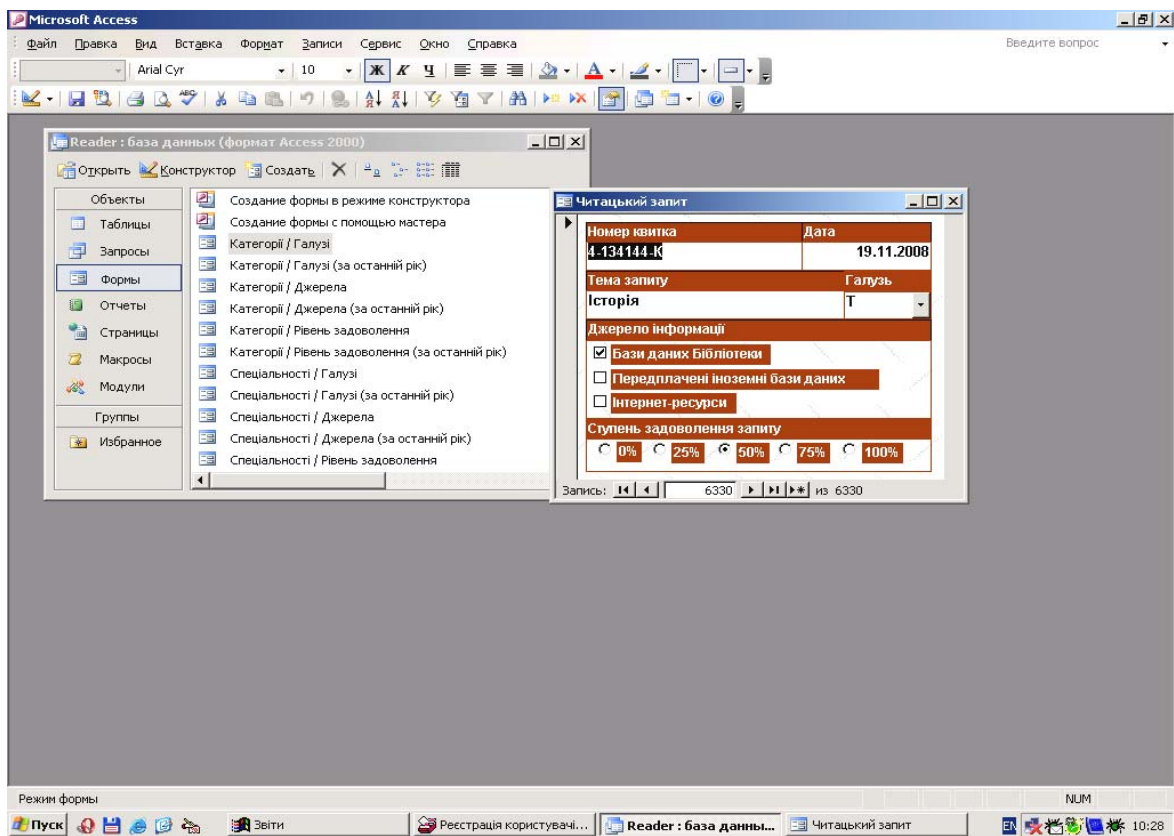 Microsoft Access
Файл Правка Вид Вставка Формат Записи Сервис Окно Справка Введите вопрос
Arial Cyr 10 Ж К Ч
Reader : база данных (формат Access 2000)
Открыть Конструктор Создать
Объекты
Таблицы
Запросы
Формы
Отчеты
Страницы
Макросы
Модули
Группы
Избранное
Создание формы в режиме конструктора
Создание формы с помощью мастера
Категорії / Галузі
Категорії / Галузі (за останній рік)
Категорії / Джерела
Категорії / Джерела (за останній рік)
Категорії / Рівень задоволення
Категорії / Рівень задоволення (за останній рік)
Спеціальності / Галузі
Спеціальності / Галузі (за останній рік)
Спеціальності / Джерела
Спеціальності / Джерела (за останній рік)
Спеціальності / Рівень задоволення
Читацький запит
Номер квитка Дата
4-134144-К 19.11.2008
Тема запиту Галузь
Історія Т
Джерело інформації
Бази даних Бібліотеки
Передплачені іноземні бази даних
Інтернет-ресурси
Ступень задоволення запиту
0% 25% 50% 75% 100%
Запись: 6330 из 6330
Режим формы NUM
Пуск Звіти Реєстрація користувачі... Reader : база данны... Читацький запит EN 10:28